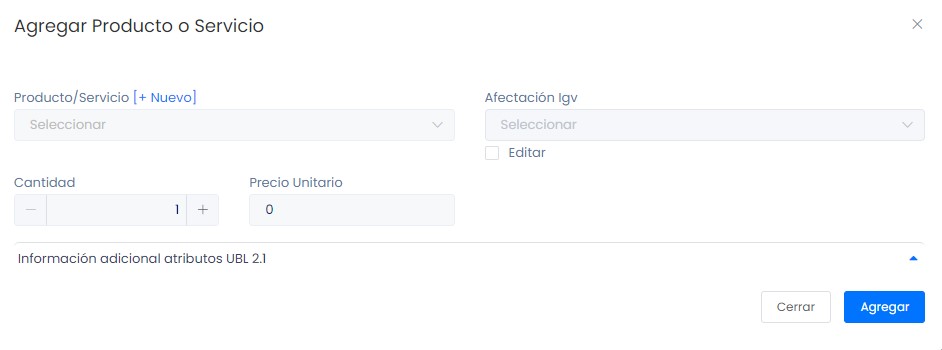 Agregar Producto o Servicio
Producto/Servicio [+ Nuevo]
Afectación Igv
Seleccionar
Seleccionar
Editar
Cantidad
Precio Unitario
1
0
Información adicional atributos UBL 2.1
Cerrar
Agregar